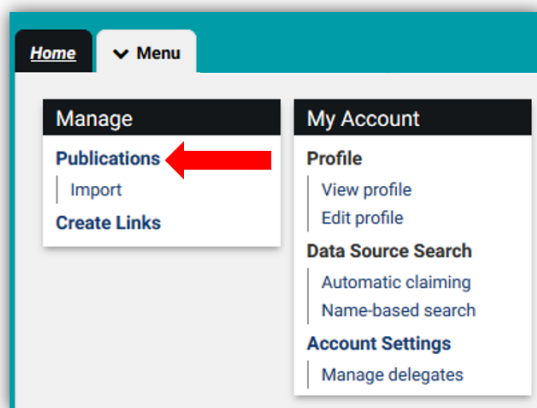 Home
Menu
Manage
Publications
Import
Create Links
My Account
Profile
View profile
Edit profile
Data Source Search
Automatic claiming
Name-based search
Account Settings
Manage delegates